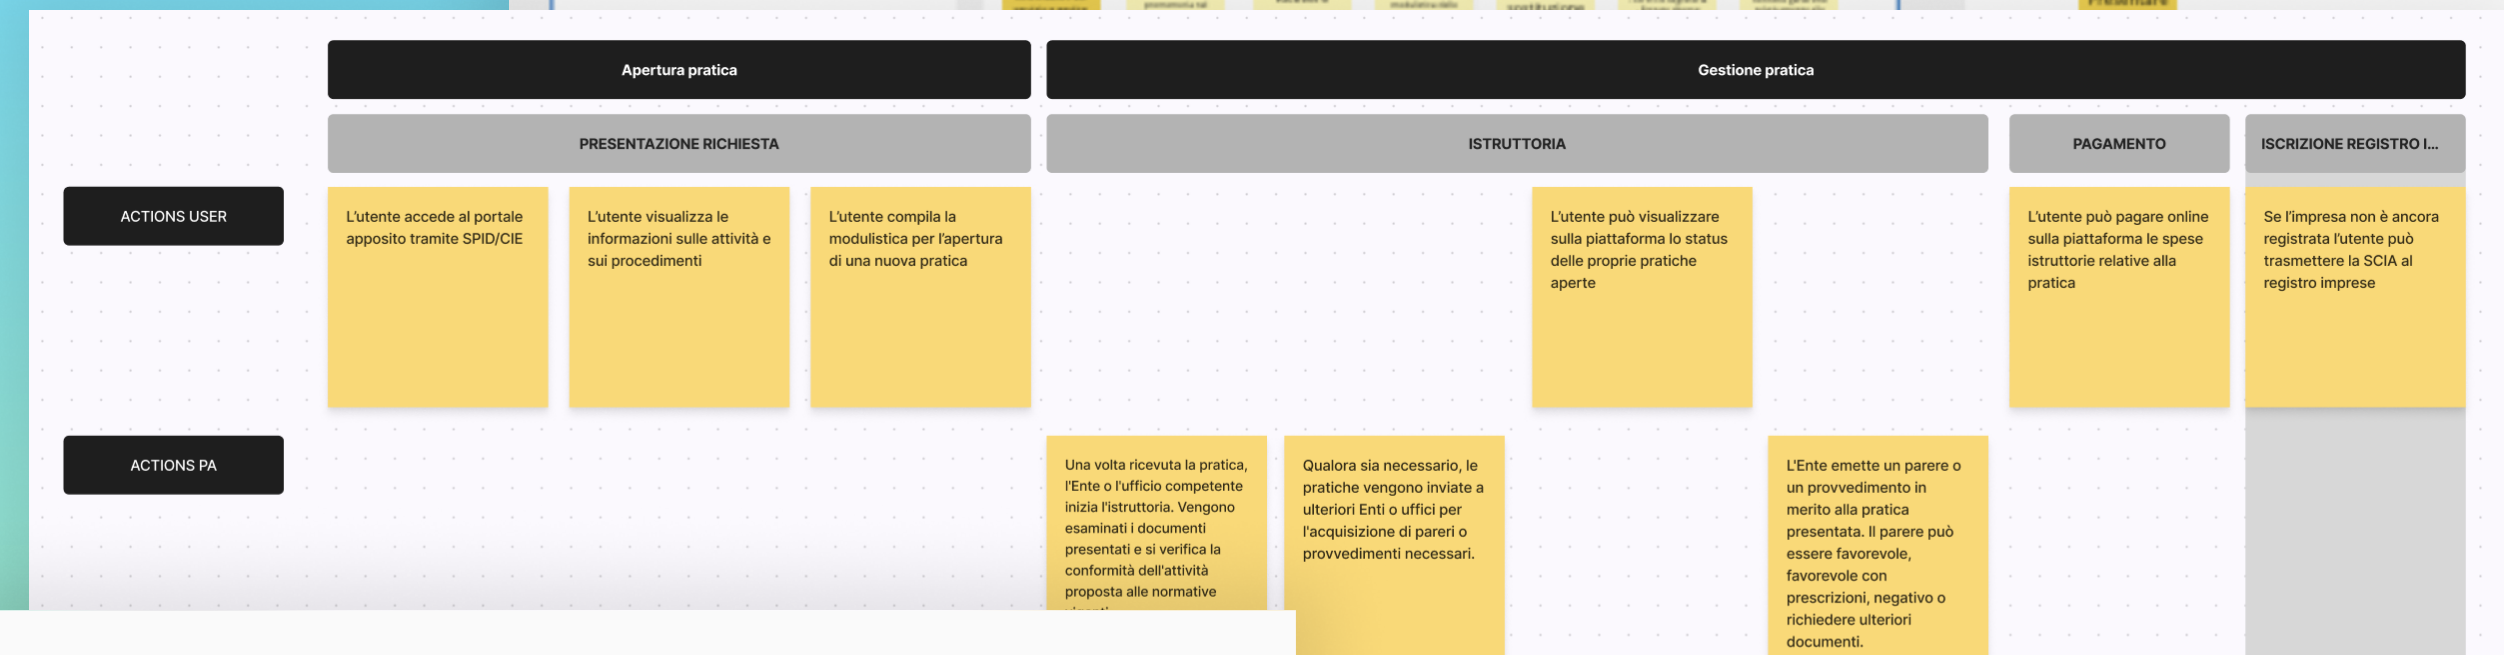 Apertura pratica
Gestione pratica
PRESENTAZIONE RICHIESTA
ISTRUTTORIA
PAGAMENTO
ISCRIZIONE REGISTRO I...
ACTIONS USER
L'utente accede al portale
apposito tramite SPID/CIE
L'utente visualizza le
informazioni sulle attività e
sui procedimenti
L'utente compila la
modulistica per l'apertura
di una nuova pratica
L'utente può visualizzare
sulla piattaforma lo status
delle proprie pratiche
aperte
L'utente può pagare online
sulla piattaforma le spese
istruttorie relative alla
pratica
Se l'impresa non è ancora
registrata l'utente può
trasmettere la SCIA al
registro imprese
ACTIONS PA
Una volta ricevuta la pratica,
l'Ente o l'ufficio competente
inizia l'istruttoria. Vengono
esaminati i documenti
presentati e si verifica la
conformità dell'attività
proposta alle normative
Qualora sia necessario, le
pratiche vengono inviate a
ulteriori Enti o uffici per
l'acquisizione di pareri o
provvedimenti necessari.
L'Ente emette un parere o
un provvedimento in
merito alla pratica
presentata. Il parere può
essere favorevole,
favorevole con
prescrizioni, negativo o
richiedere ulteriori
documenti.